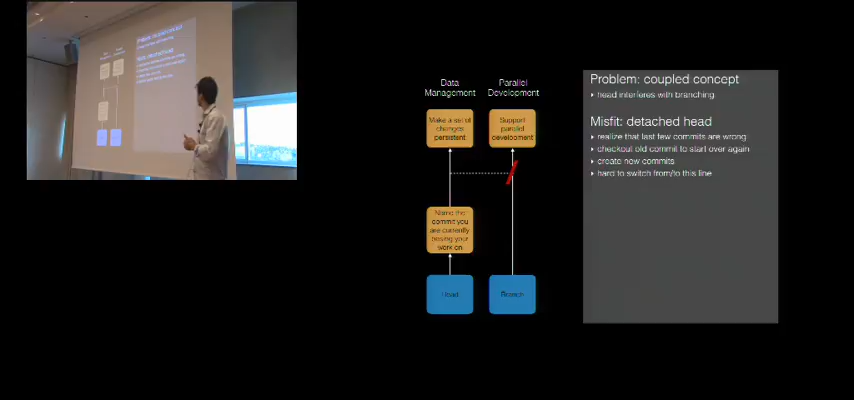 Data
Management
Parallel
Development
Make a set of
changes
persistent
Support
parallel
development
Name the
commit you
are currently
basing your
work on
Head
Branch
Problem: coupled concept
head interferes with branching
Misfit: detached head
realize that last few commits are wrong
checkout old commit to start over again
create new commits
hard to switch from/to this line